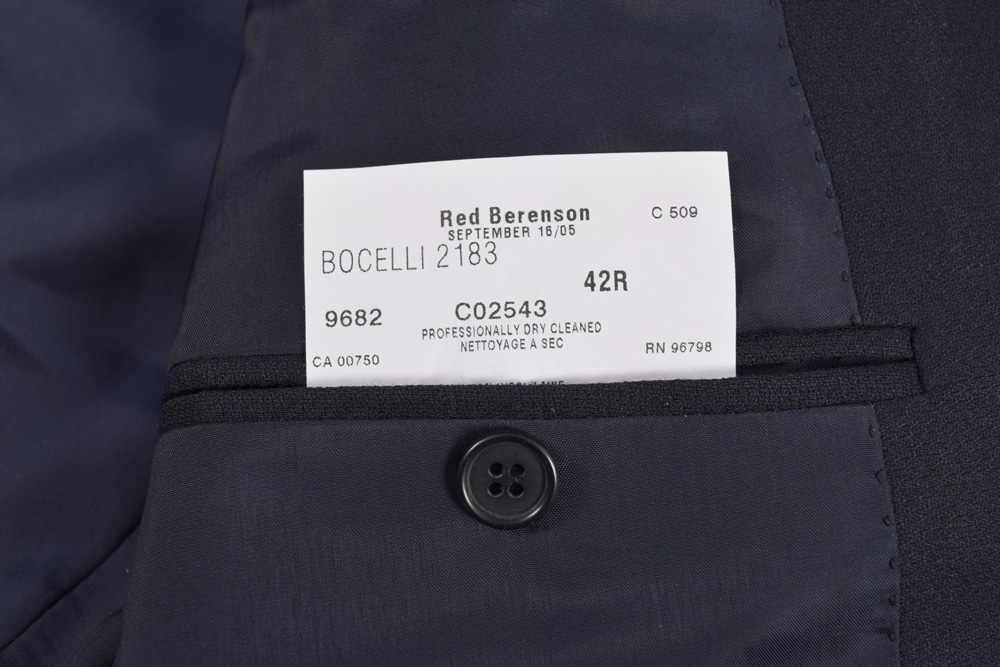 Red Berenson
C 509
SEPTEMBER 16/05
BOCELLI 2183
42R
9682
C02543
PROFESSIONALLY DRY CLEANED
NETTOYAGE A SEC
CA 00750
RN 96798